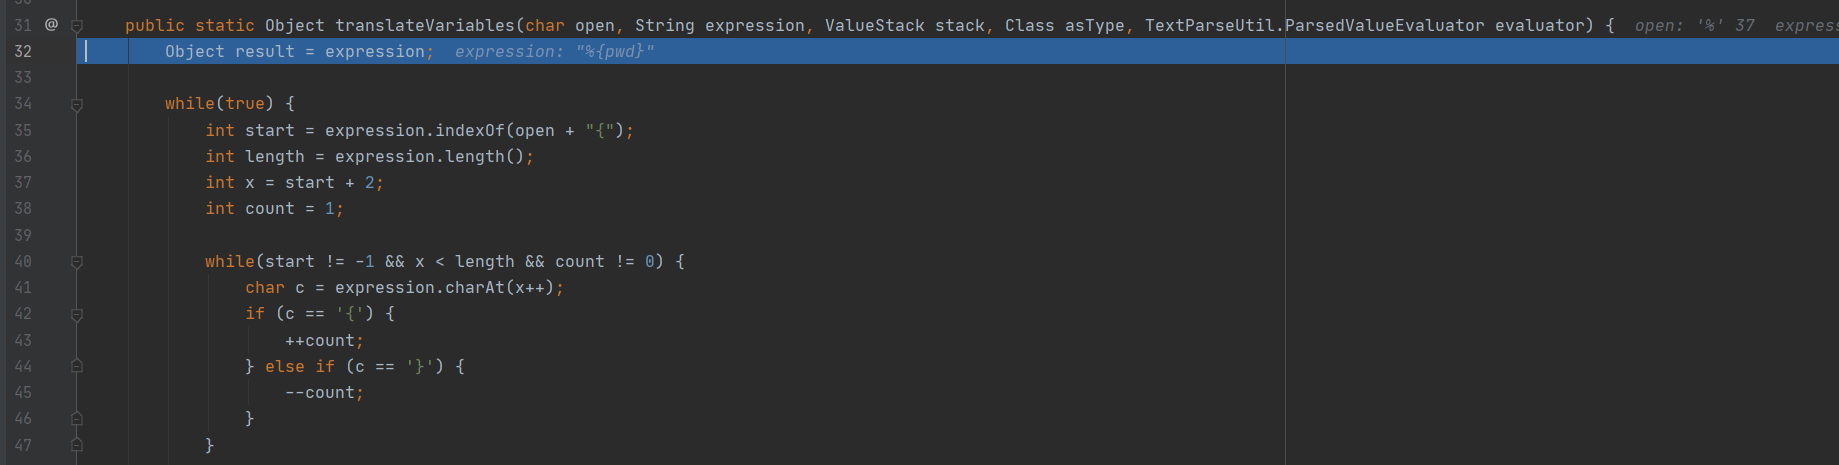 31 @ public static Object translateVariables(char open, String expression, ValueStack stack, Class asType, TextParseUtil.ParsedValueEvaluator evaluator) { open: '%' 37
32 Object result = expression; expression: "%{pwd}"
33
34 while(true) {
35 int start = expression.indexOf(open + "{");
36 int length = expression.length();
37 int x = start + 2;
38 int count = 1;
39
40 while(start != -1 && x < length && count != 0) {
41 char c = expression.charAt(x++);
42 if (c == '{') {
43 ++count;
44 } else if (c == '}') {
45 --count;
46 }
47 }